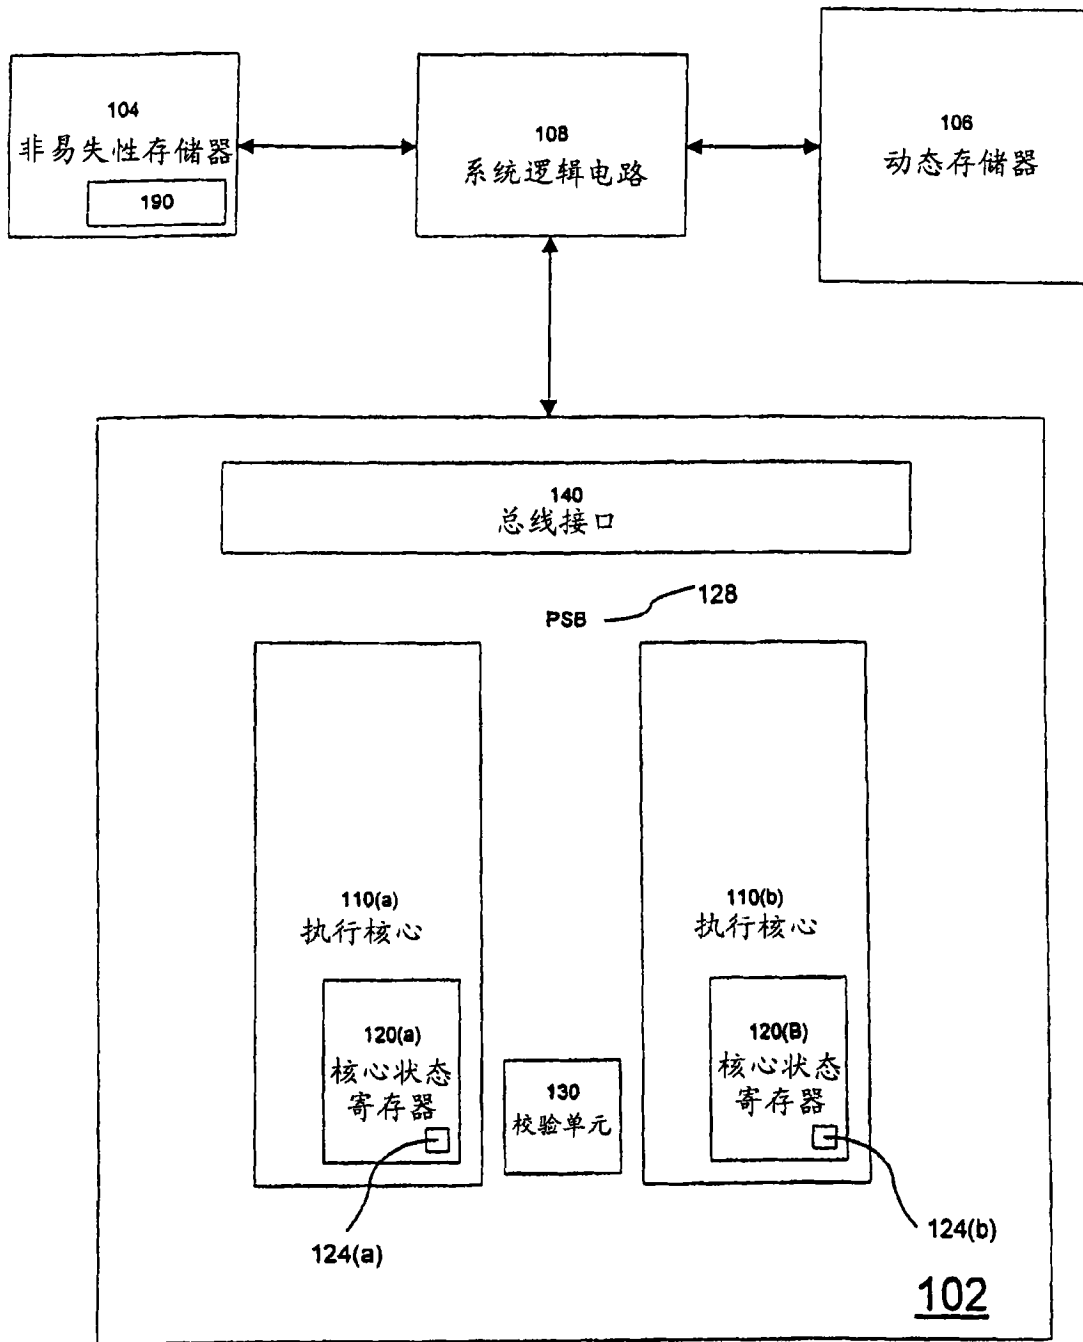 104
非易失性存储器
190
108
系统逻辑电路
106
动态存储器
140
总线接口
PSB
128
110(a)
执行核心
110(b)
执行核心
120(a)
核心状态
寄存器
130
校验单元
120(B)
核心状态
寄存器
124(a)
124(b)
102